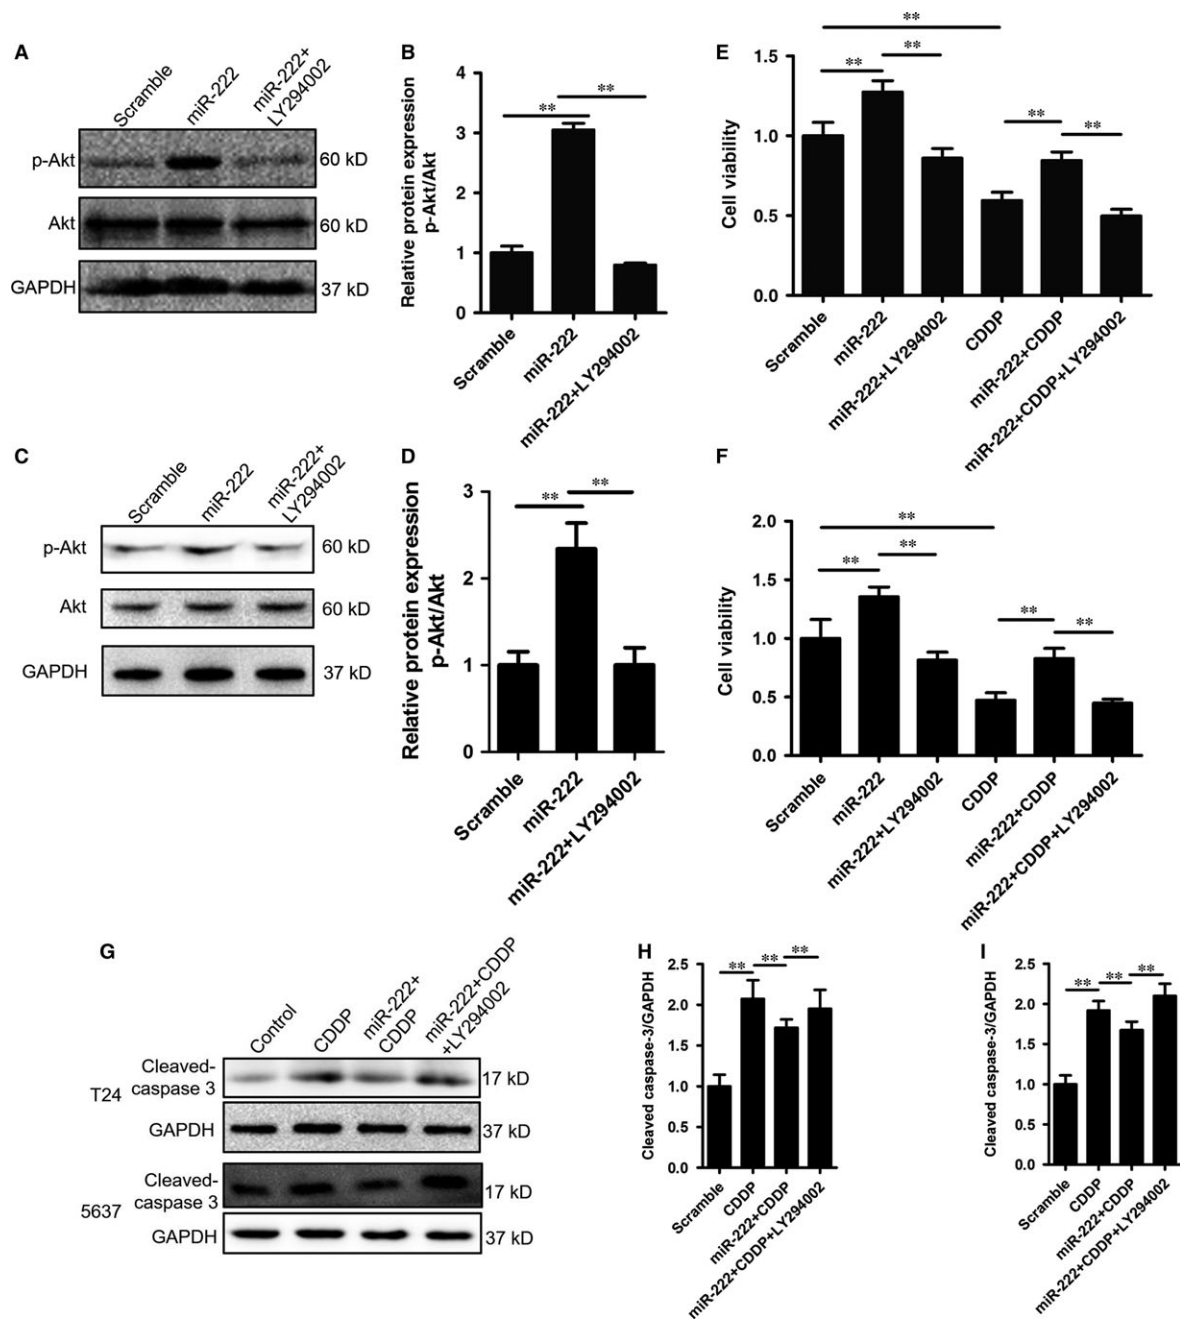 A
Scramble
miR-222
miR-222+
LY294002
p-Akt
60 kD
Akt
60 kD
GAPDH
37 kD
B
Relative protein expression
p-Akt/Akt
4
3
2
1
0
**
**
Scramble
miR-222
miR-222+LY294002
E
Cell viability
1.5
1.0
0.5
0.0
**
**
**
**
**
Scramble
miR-222
miR-222+LY294002
CDDP
miR-222+CDDP
miR-222+CDDP+LY294002
C
Scramble
miR-222
miR-222+
LY294002
p-Akt
60 kD
Akt
60 kD
GAPDH
37 kD
D
Relative protein expression
p-Akt/Akt
3
2
1
0
**
**
Scramble
miR-222
miR-222+LY294002
F
Cell viability
2.0
1.5
1.0
0.5
0.0
**
**
**
**
**
Scramble
miR-222
miR-222+LY294002
CDDP
miR-222+CDDP
miR-222+CDDP+LY294002
G
Control
CDDP
miR-222+
CDDP
miR-222+CDDP
+LY294002
T24
Cleaved-
caspase 3
17 kD
GAPDH
37 kD
5637
Cleaved-
caspase 3
17 kD
GAPDH
37 kD
H
Cleaved caspase-3/GAPDH
2.5
2.0
1.5
1.0
0.5
0.0
**
**
**
Scramble
CDDP
miR-222+CDDP
miR-222+CDDP+LY294002
I
Cleaved caspase-3/GAPDH
2.5
2.0
1.5
1.0
0.5
0.0
**
**
**
Scramble
CDDP
miR-222+CDDP
miR-222+CDDP+LY294002